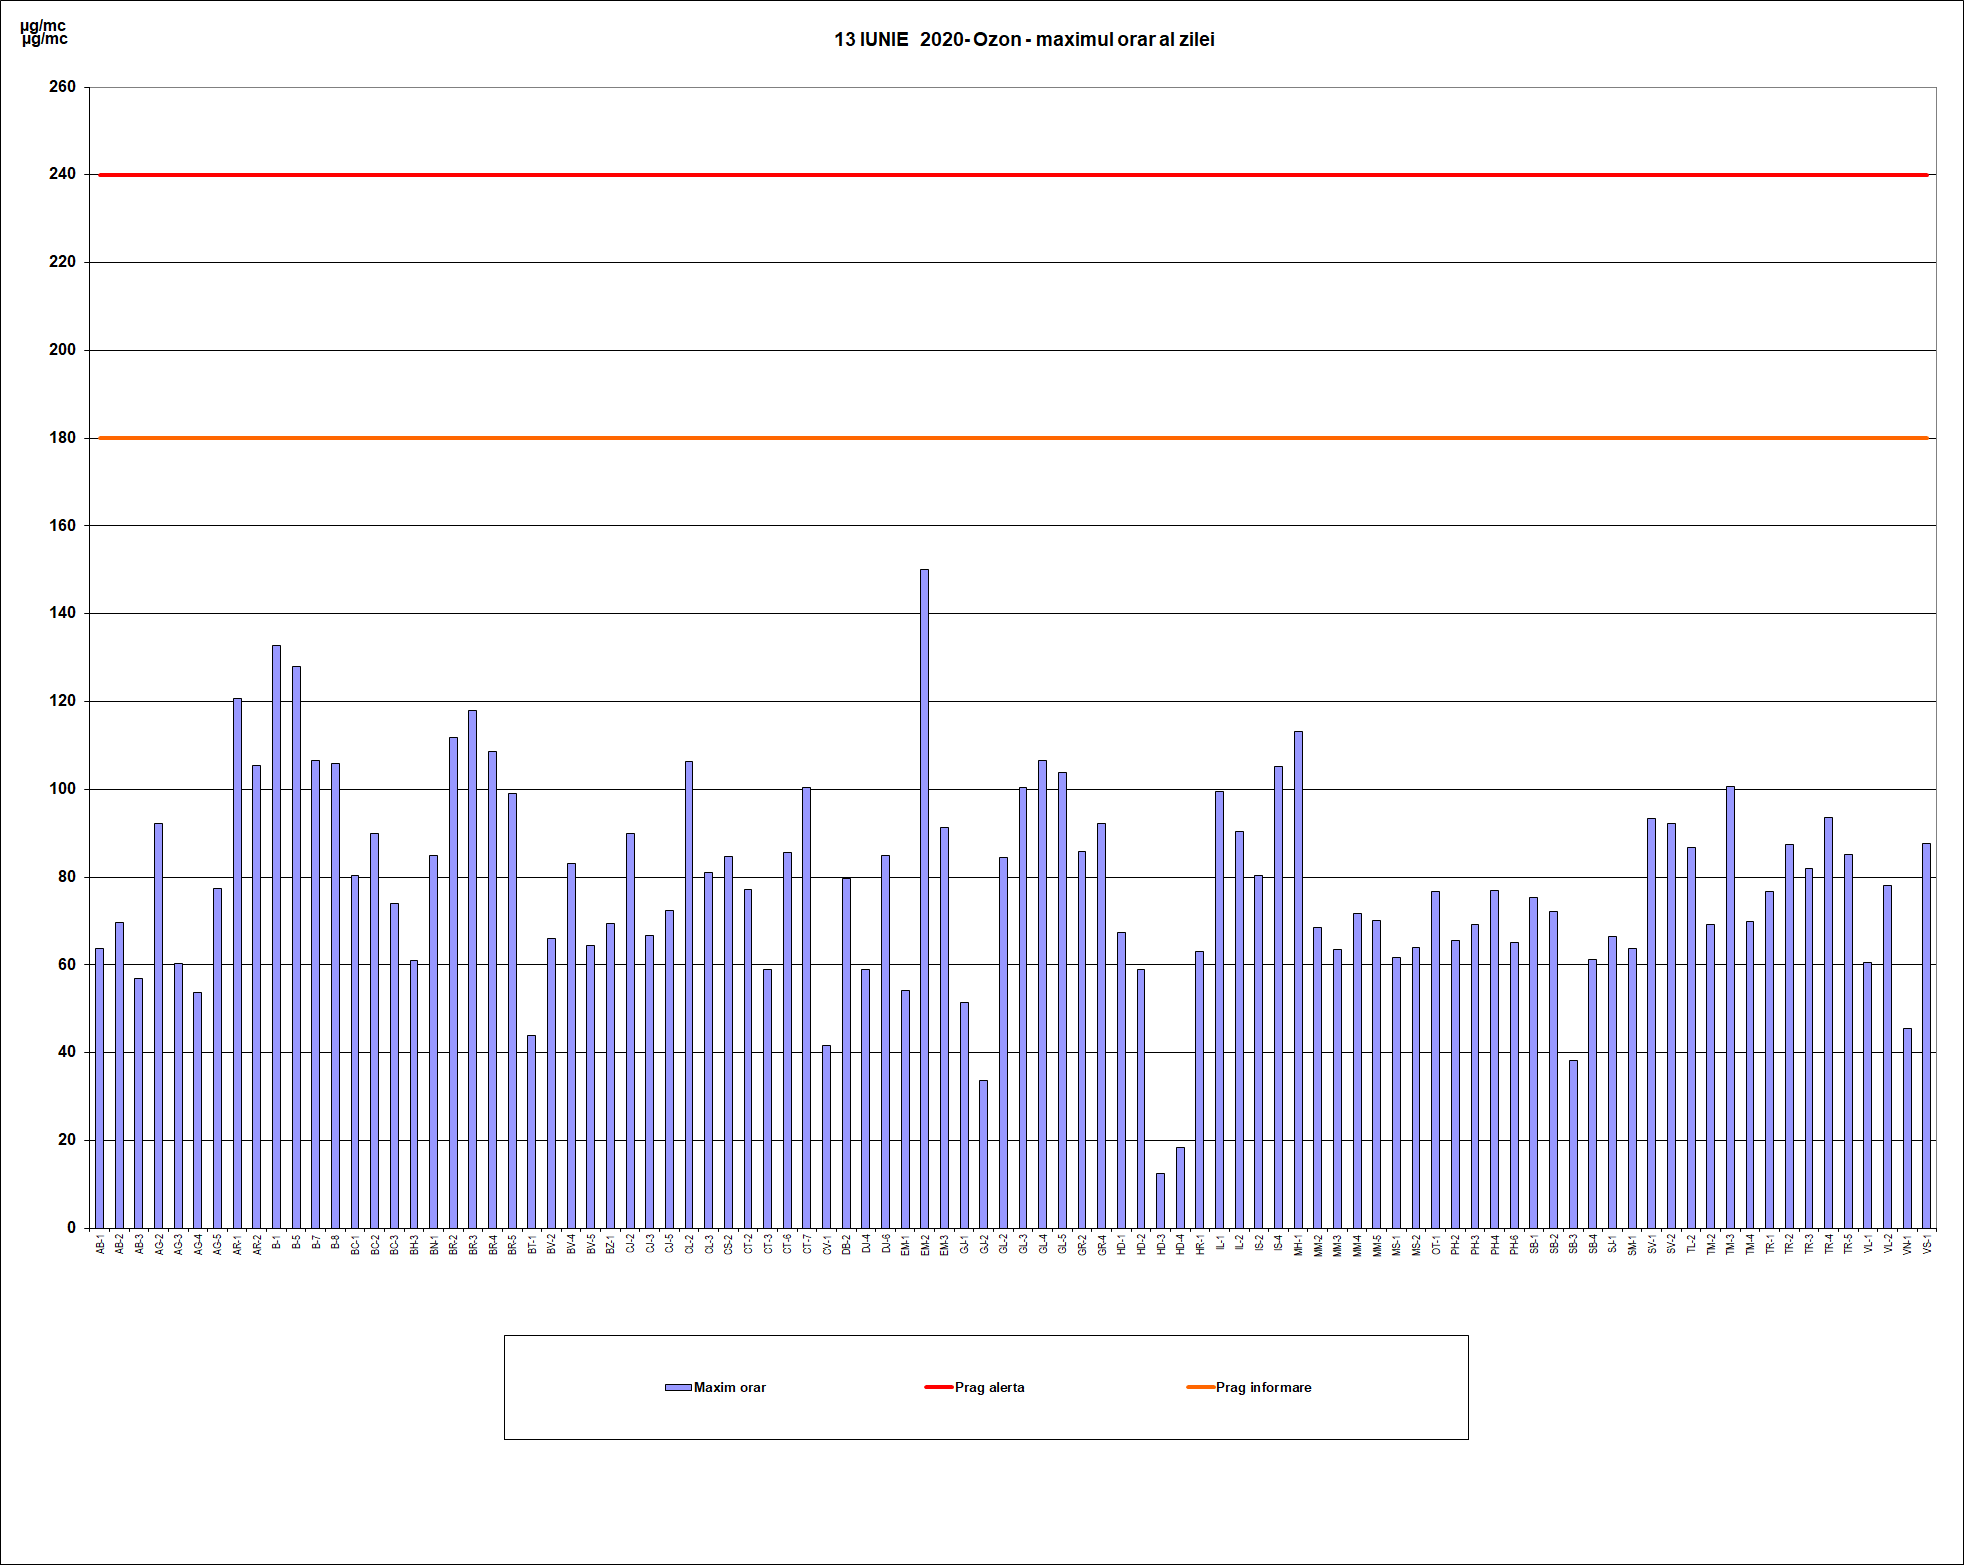 µg/mc
µg/mc
13 IUNIE 2020- Ozon - maximul orar al zilei
260
240
220
200
180
160
140
120
100
80
60
40
20
0
AB-1 AB-2 AB-3 AG-2 AG-3 AG-4 AG-5 AR-1 AR-2 B-1 B-5 B-7 B-8 BC-1 BC-2 BC-3 BH-3 BN-1 BR-2 BR-3 BR-4 BR-5 BT-1 BV-2 BV-4 BV-5 BZ-1 CJ-2 CJ-3 CJ-5 CL-2 CL-3 CS-2 CT-2 CT-3 CT-6 CT-7 CV-1 DB-2 DJ-4 DJ-6 EM-1 EM-2 EM-3 GJ-1 GJ-2 GL-2 GL-3 GL-4 GL-5 GR-2 GR-4 HD-1 HD-2 HD-3 HD-4 HR-1 IL-1 IL-2 IS-2 IS-4 MH-1 MM-2 MM-3 MM-4 MM-5 MS-1 MS-2 OT-1 PH-2 PH-3 PH-4 PH-6 SB-1 SB-2 SB-3 SB-4 SJ-1 SM-1 SV-1 SV-2 TL-2 TM-2 TM-3 TM-4 TR-1 TR-2 TR-3 TR-4 TR-5 VL-1 VL-2 VN-1 VS-1
Maxim orar Prag alerta Prag informare